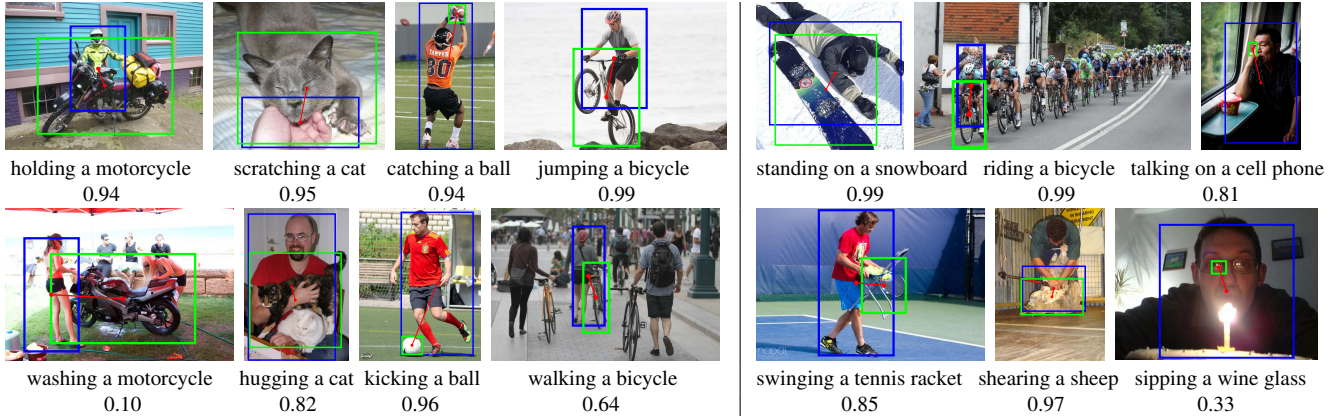 holding a motorcycle
0.94
scratching a cat
0.95
catching a ball
0.94
jumping a bicycle
0.99
standing on a snowboard
0.99
riding a bicycle
0.99
talking on a cell phone
0.81
TAPPER
80
washing a motorcycle
0.10
hugging a cat
0.82
kicking a ball
0.96
walking a bicycle
0.64
swinging a tennis racket
0.85
shearing a sheep
0.97
sipping a wine glass
0.33